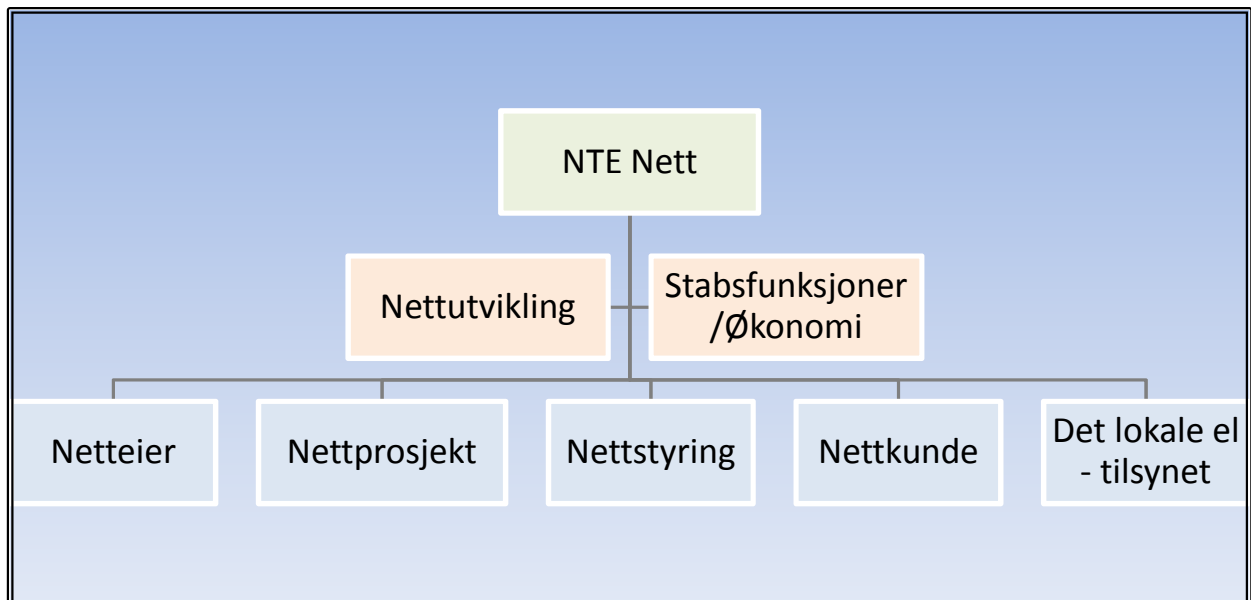 NTE Nett
Nettutvikling
Stabsfunksjoner
/Økonomi
Netteier
Nettprosjekt
Nettstyring
Nettkunde
Det lokale el
- tilsynet